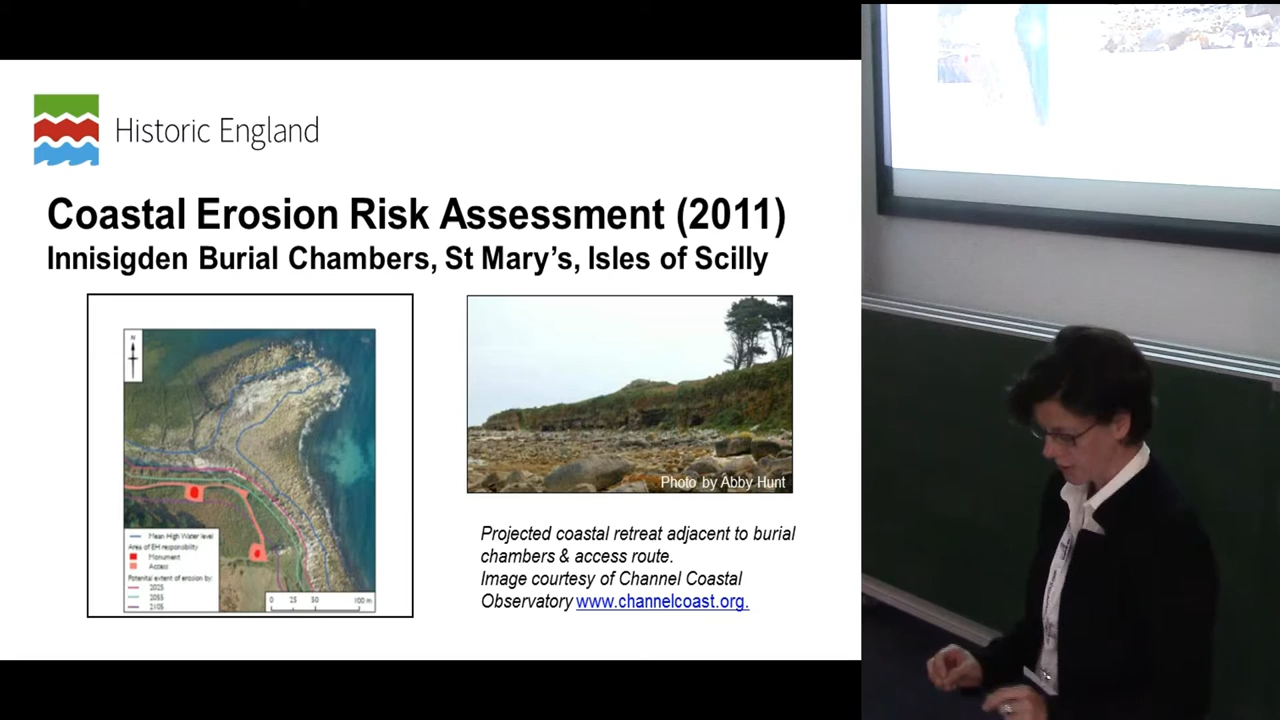 Historic England
Coastal Erosion Risk Assessment (2011)
Innisigden Burial Chambers, St Mary's, Isles of Scilly
N
Mean High Water level
Area of EH responsibility
Monument
Access
Potential extent of erosion by:
2025
2055
2105
0 25 50 100 m
Photo by Abby Hunt
Projected coastal retreat adjacent to burial
chambers & access route.
Image courtesy of Channel Coastal
Observatory www.channelcoast.org.